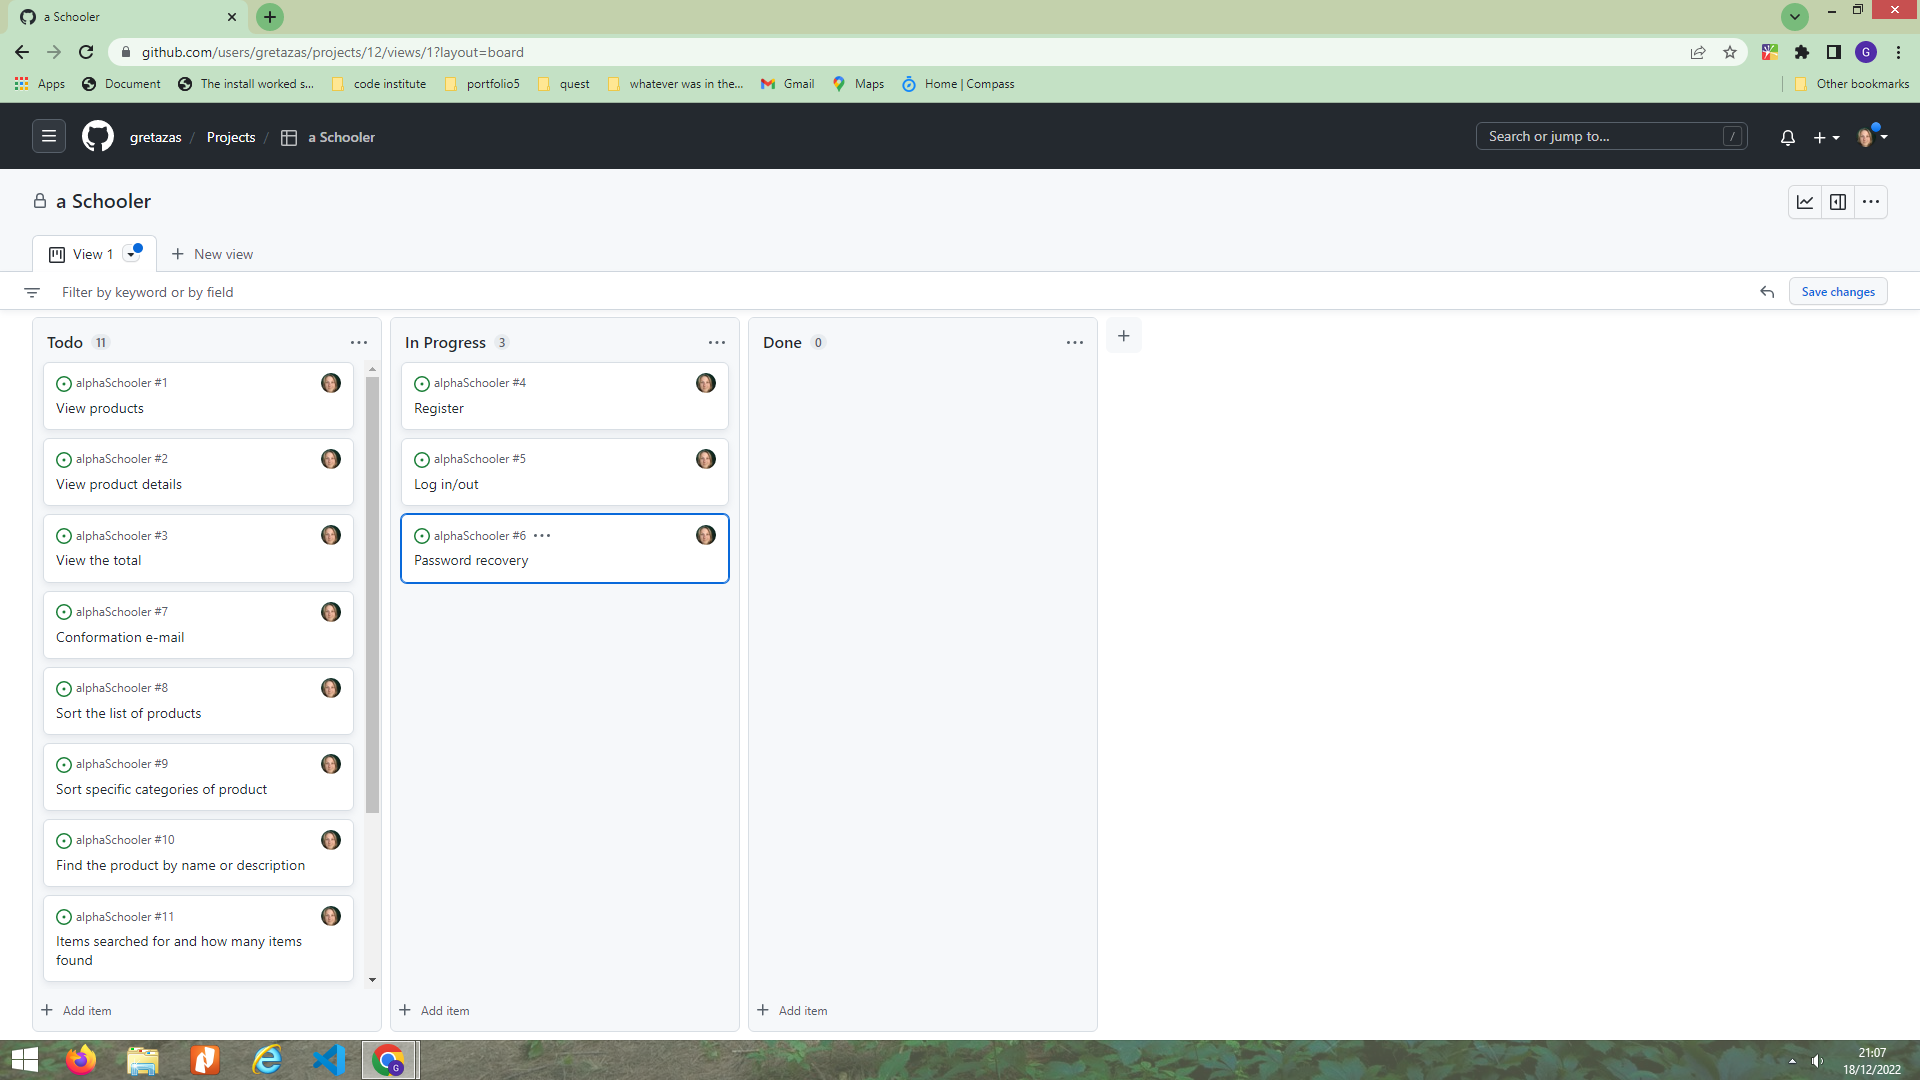 a Schooler
github.com/users/gretazas/projects/12/views/1?layout=board
G
Apps
Document
The install worked s...
code institute
portfolio5
quest
whatever was in the...
Gmail
Maps
Home | Compass
Other bookmarks
gretazas / Projects / a Schooler
Search or jump to...
/
a Schooler
View 1
New view
Filter by keyword or by field
Save changes
Todo 11
alphaSchooler #1
View products
alphaSchooler #2
View product details
alphaSchooler #3
View the total
alphaSchooler #7
Conformation e-mail
alphaSchooler #8
Sort the list of products
alphaSchooler #9
Sort specific categories of product
alphaSchooler #10
Find the product by name or description
alphaSchooler #11
Items searched for and how many items
found
Add item
In Progress 3
alphaSchooler #4
Register
alphaSchooler #5
Log in/out
alphaSchooler #6
Password recovery
Add item
Done 0
Add item
G
21:07
18/12/2022